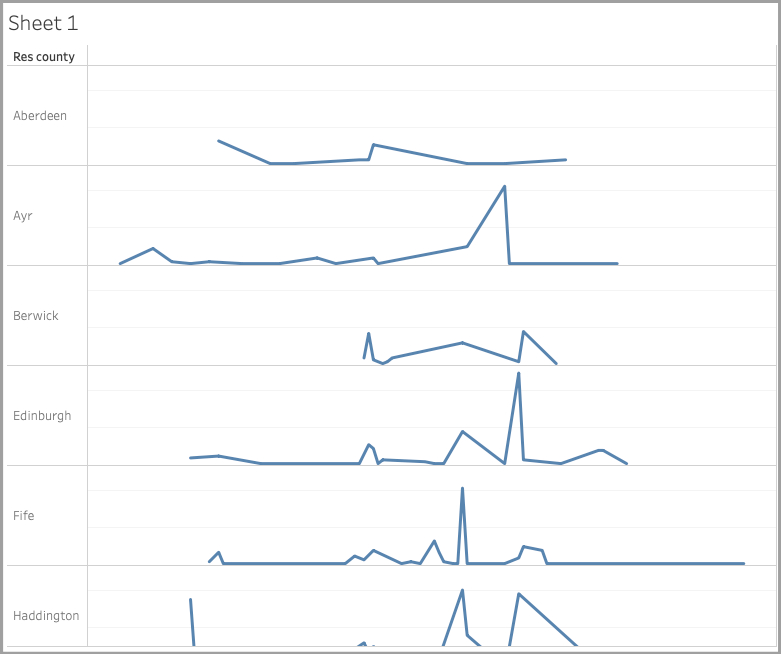 Sheet 1
Res county
Aberdeen
Ayr
Berwick
Edinburgh
Fife
Haddington